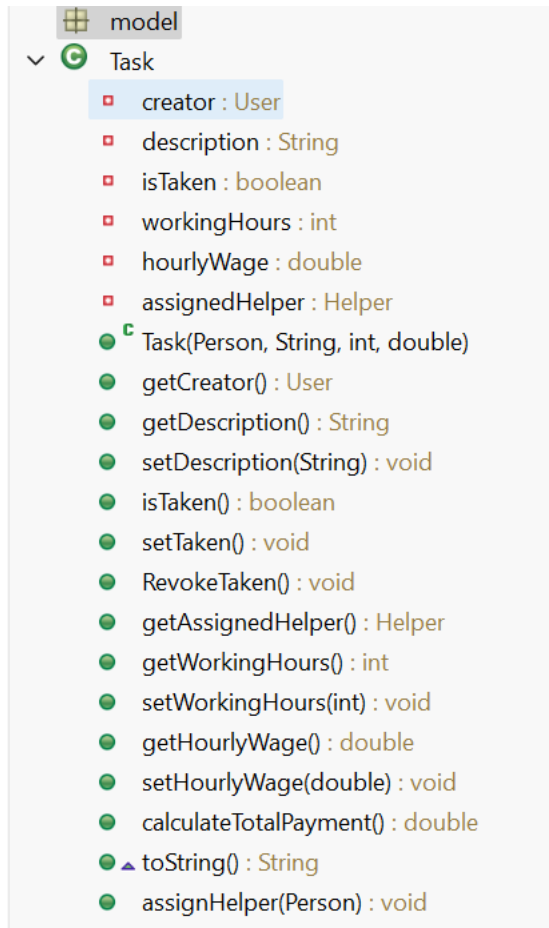 model
C Task
creator : User
description : String
isTaken : boolean
workingHours : int
hourlyWage : double
assignedHelper : Helper
C Task(Person, String, int, double)
getCreator() : User
getDescription() : String
setDescription(String) : void
isTaken() : boolean
setTaken() : void
RevokeTaken() : void
getAssignedHelper() : Helper
getWorkingHours() : int
setWorkingHours(int) : void
getHourlyWage() : double
setHourlyWage(double) : void
calculateTotalPayment() : double
toString() : String
assignHelper(Person) : void